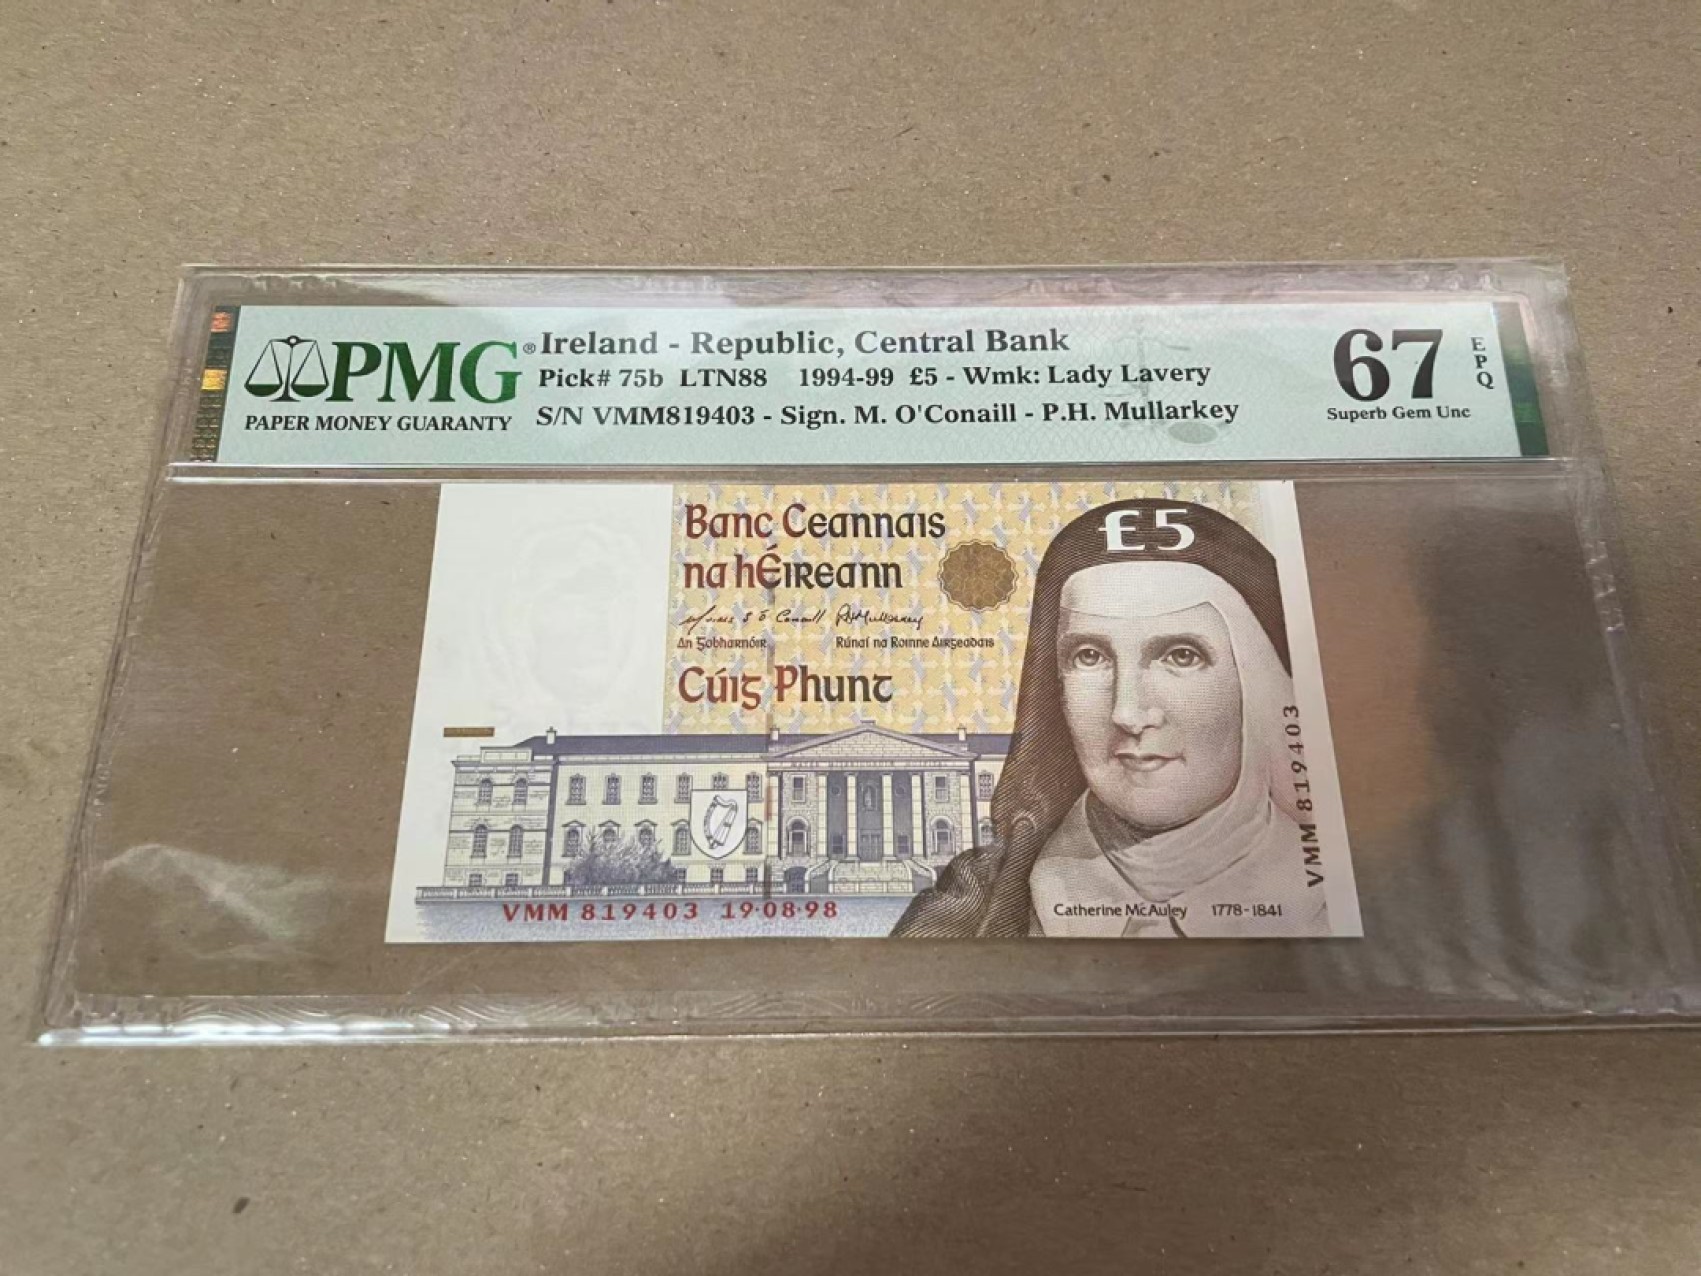 PMG®
PAPER MONEY GUARANTY
Ireland - Republic, Central Bank
Pick# 75b LTN88 1994-99 £5 - Wmk: Lady Lavery
S/N VMM819403 - Sign. M. O'Conaill - P.H. Mullarkey
67
EPQ
Superb Gem Unc
Banc Ceannais
na hÉireann
£5
An Gobharnóir
Rúnaí na Roinne Airgeadais
Cúig Phunt
VMM 819403
VMM 819403 19·08·98
Catherine McAuley 1778-1841